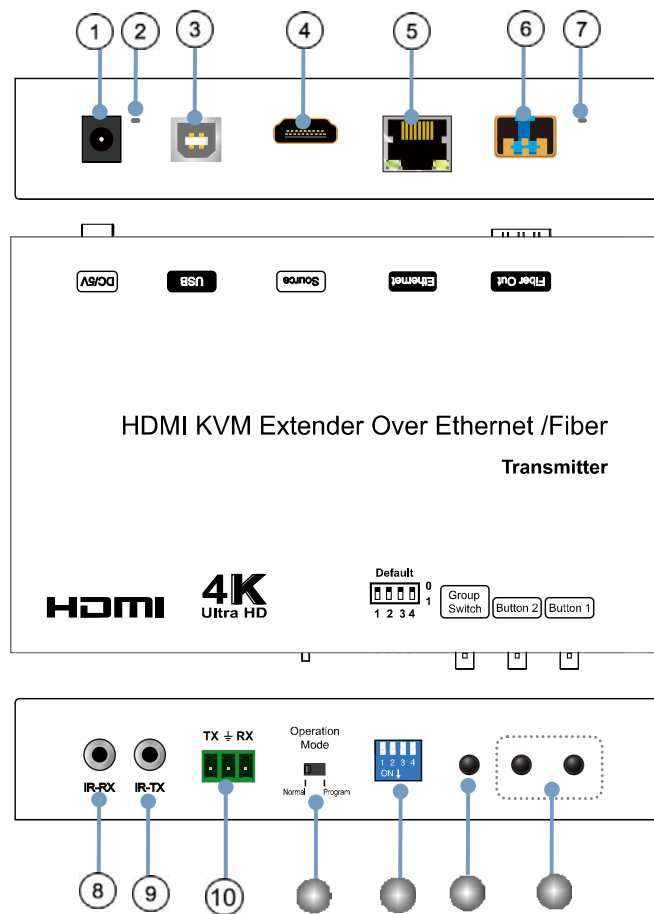 1 2 3 4 5 6 7
DC/5V USB Source Ethernet Fiber Out
HDMI KVM Extender Over Ethernet /Fiber
Transmitter
HDMI
4K
Ultra HD
Default
0
1
1 2 3 4
Group
Switch
Button 2
Button 1
TX RX
Operation
Mode
Normal Program
1 2 3 4
ON
IR-RX IR-TX
8 9 10